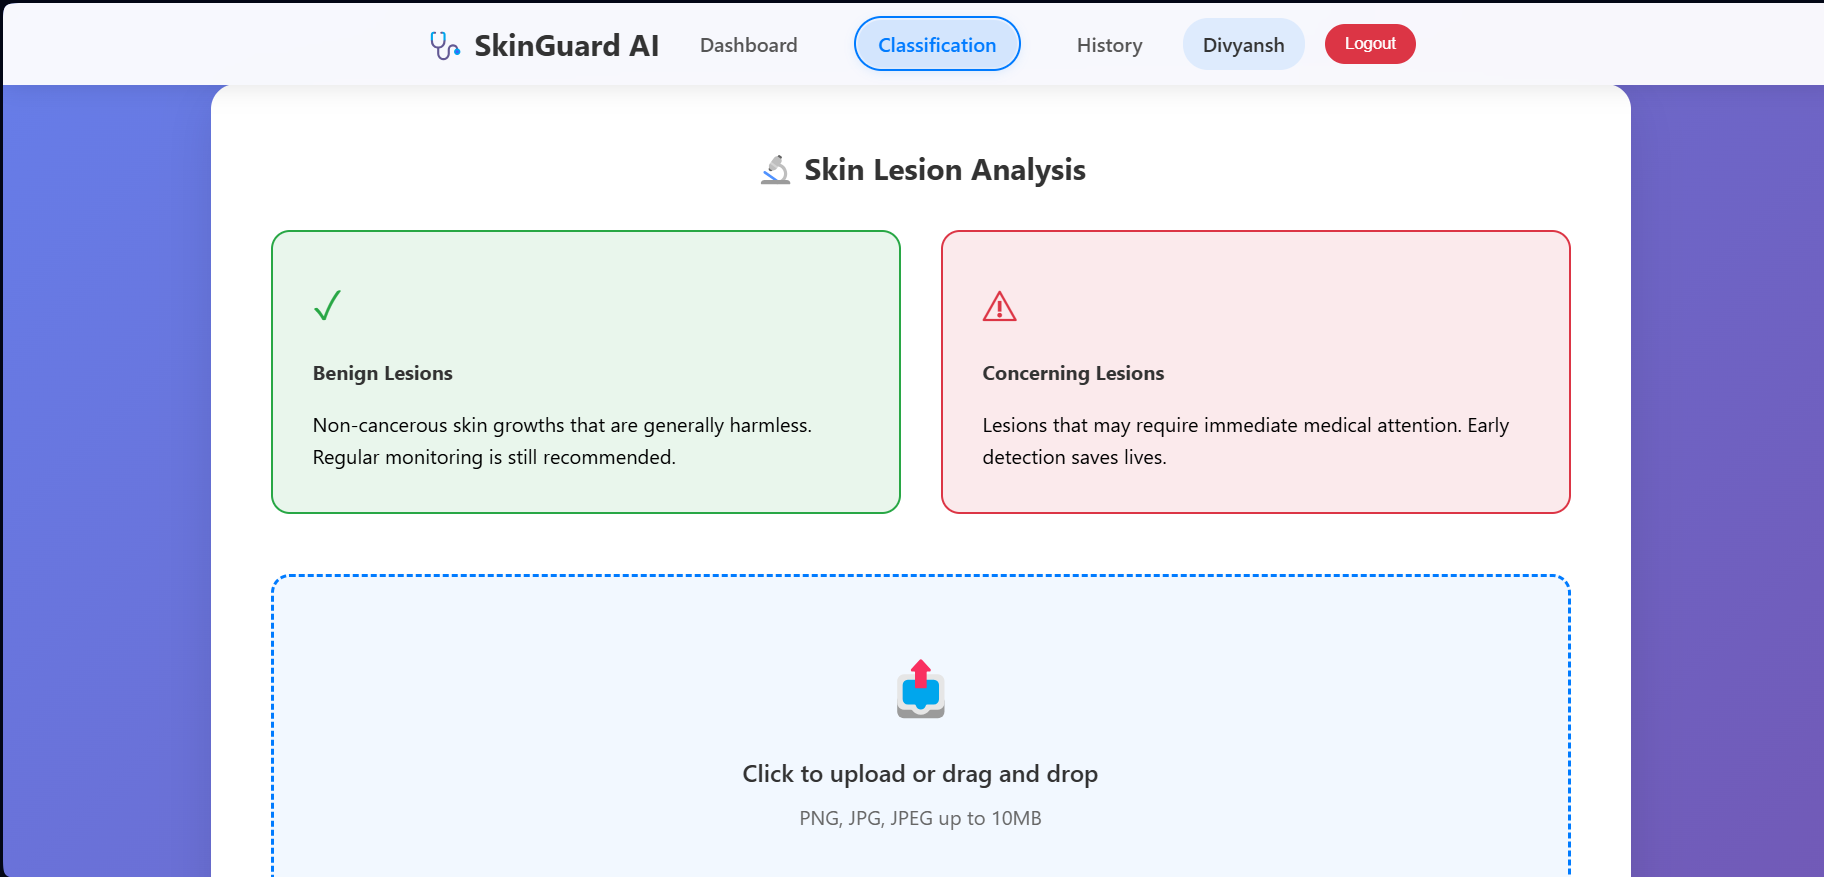 SkinGuard AI
Dashboard
Classification
History
Divyansh
Logout
Skin Lesion Analysis
Benign Lesions
Non-cancerous skin growths that are generally harmless.
Regular monitoring is still recommended.
Concerning Lesions
Lesions that may require immediate medical attention. Early
detection saves lives.
Click to upload or drag and drop
PNG, JPG, JPEG up to 10MB